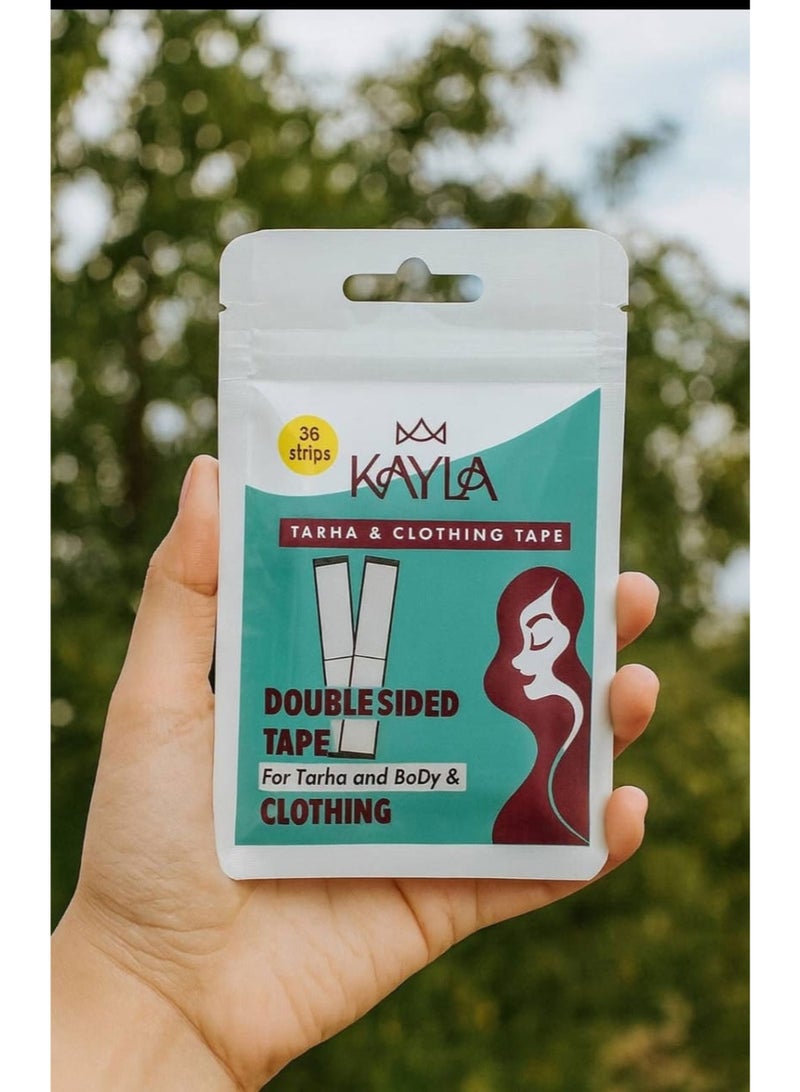 36
strips
KAYLA
TARHA & CLOTHING TAPE
DOUBLE SIDED
TAPE
For Tarha and BoDy &
CLOTHING